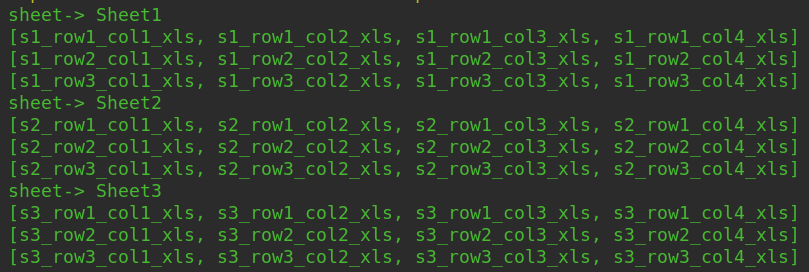 sheet-> Sheet1
[s1_row1_col1_xls, s1_row1_col2_xls, s1_row1_col3_xls, s1_row1_col4_xls]
[s1_row2_col1_xls, s1_row2_col2_xls, s1_row2_col3_xls, s1_row2_col4_xls]
[s1_row3_col1_xls, s1_row3_col2_xls, s1_row3_col3_xls, s1_row3_col4_xls]
sheet-> Sheet2
[s2_row1_col1_xls, s2_row1_col2_xls, s2_row1_col3_xls, s2_row1_col4_xls]
[s2_row2_col1_xls, s2_row2_col2_xls, s2_row2_col3_xls, s2_row2_col4_xls]
[s2_row3_col1_xls, s2_row3_col2_xls, s2_row3_col3_xls, s2_row3_col4_xls]
sheet-> Sheet3
[s3_row1_col1_xls, s3_row1_col2_xls, s3_row1_col3_xls, s3_row1_col4_xls]
[s3_row2_col1_xls, s3_row2_col2_xls, s3_row2_col3_xls, s3_row2_col4_xls]
[s3_row3_col1_xls, s3_row3_col2_xls, s3_row3_col3_xls, s3_row3_col4_xls]